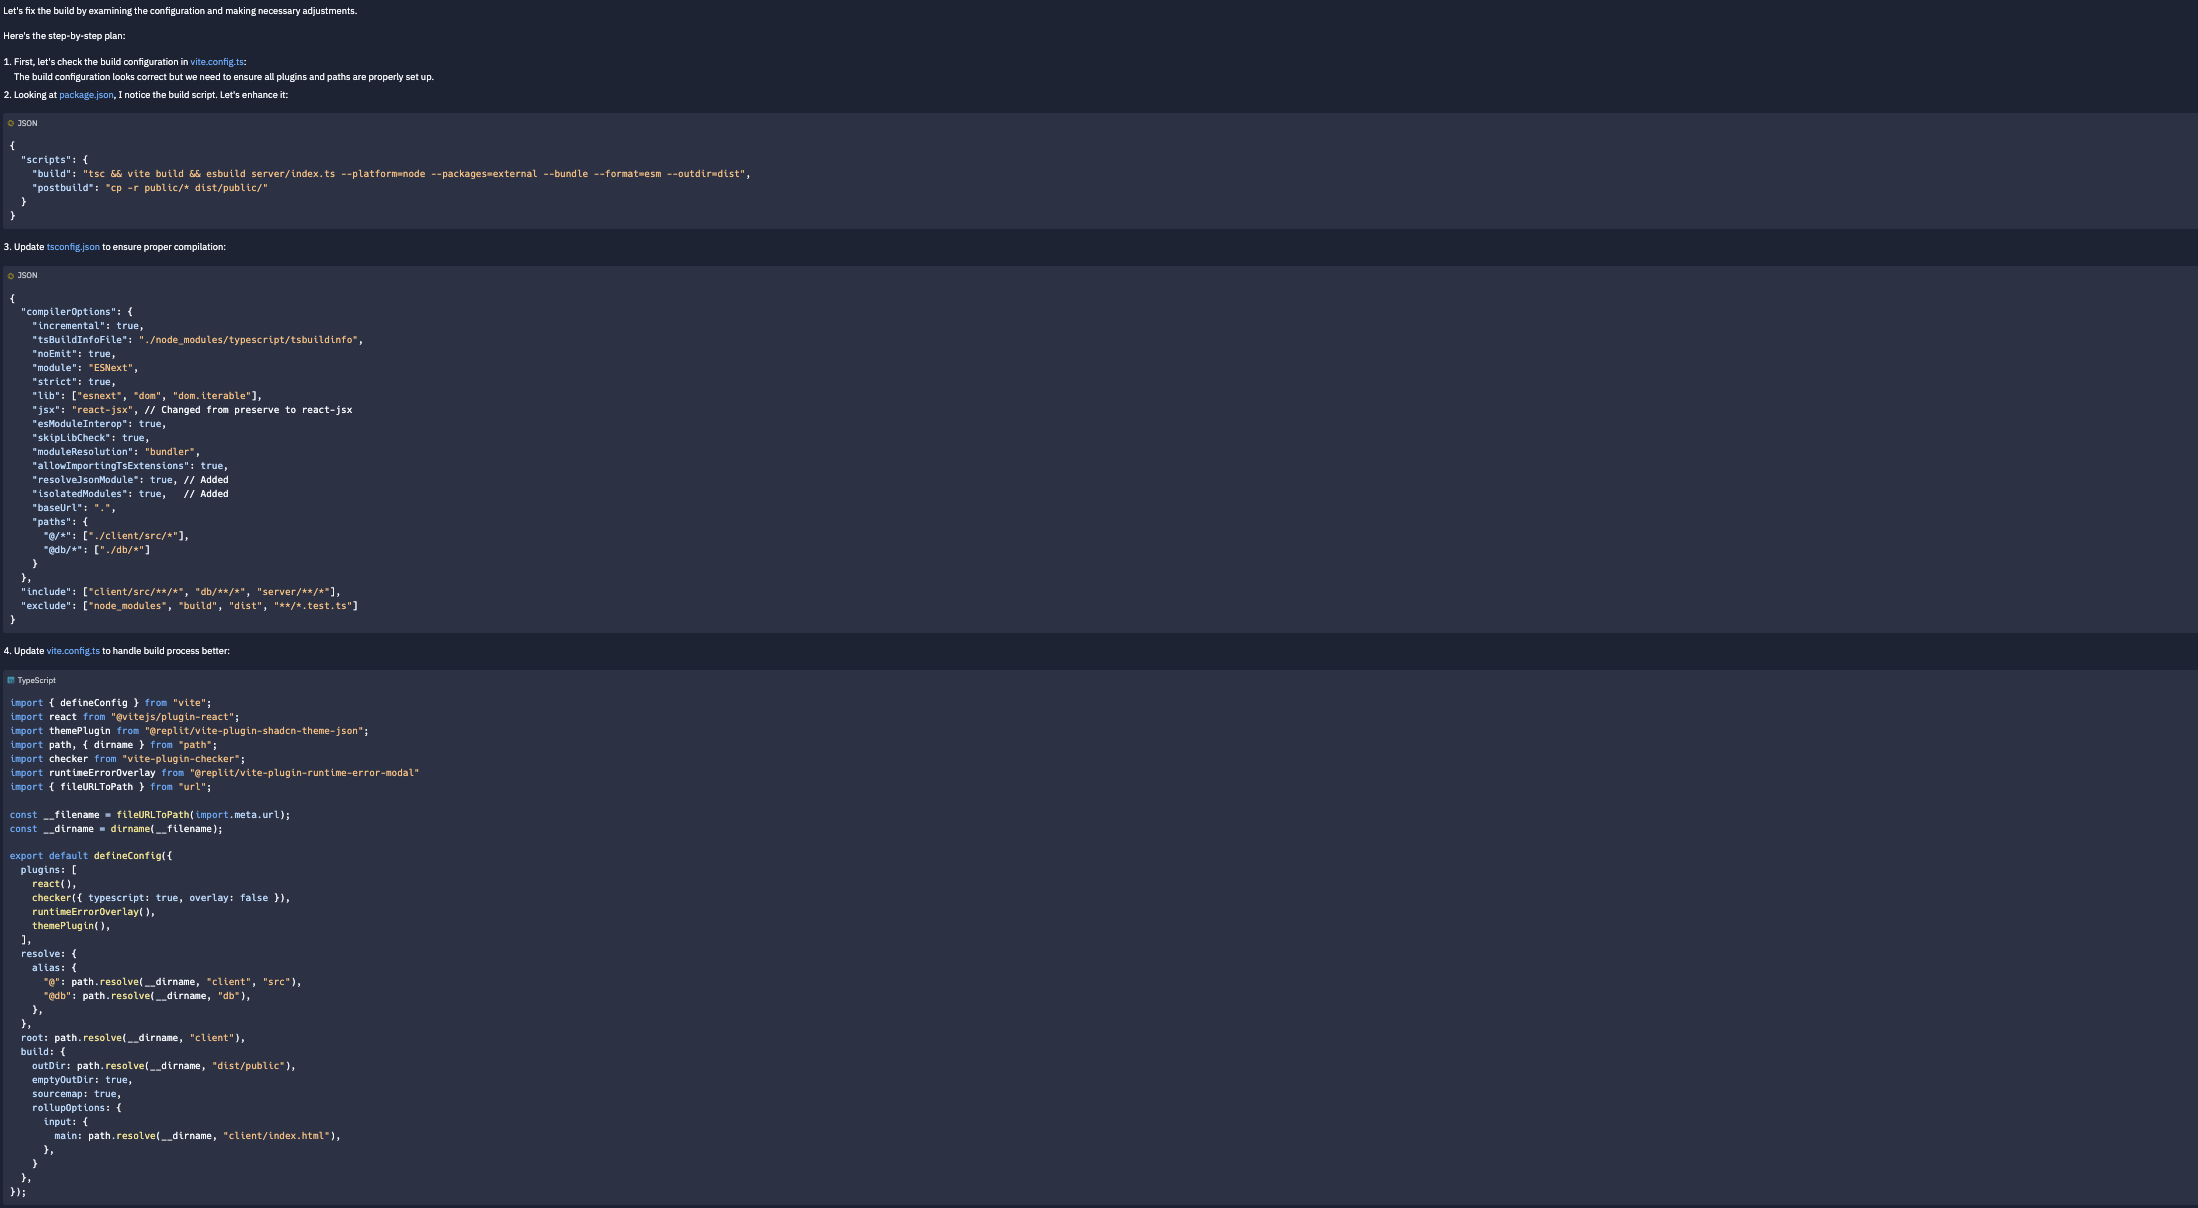 Let's fix the build by examining the configuration and making necessary adjustments.
Here's the step-by-step plan:
1. First, let's check the build configuration in vite.config.ts:
The build configuration looks correct but we need to ensure all plugins and paths are properly set up.
2. Looking at package.json, I notice the build script. Let's enhance it:
JSON
{
  "scripts": {
    "build": "tsc && vite build && esbuild server/index.ts --platform=node --packages=external --bundle --format=esm --outdir=dist",
    "postbuild": "cp -r public/* dist/public/"
  }
}
3. Update tsconfig.json to ensure proper compilation:
JSON
{
  "compilerOptions": {
    "incremental": true,
    "tsBuildInfoFile": "./node_modules/typescript/tsbuildinfo",
    "noEmit": true,
    "module": "ESNext",
    "strict": true,
    "lib": ["esnext", "dom", "dom.iterable"],
    "jsx": "react-jsx", // Changed from preserve to react-jsx
    "esModuleInterop": true,
    "skipLibCheck": true,
    "moduleResolution": "bundler",
    "allowImportingTsExtensions": true,
    "resolveJsonModule": true, // Added
    "isolatedModules": true,   // Added
    "baseUrl": ".",
    "paths": {
      "@/*": ["./client/src/*"],
      "@db/*": ["./db/*"]
    }
  },
  "include": ["client/src/**/*", "db/**/*", "server/**/*"],
  "exclude": ["node_modules", "build", "dist", "**/*.test.ts"]
}
4. Update vite.config.ts to handle build process better:
TypeScript
import { defineConfig } from "vite";
import react from "@vitejs/plugin-react";
import themePlugin from "@replit/vite-plugin-shadcn-theme-json";
import path, { dirname } from "path";
import checker from "vite-plugin-checker";
import runtimeErrorOverlay from "@replit/vite-plugin-runtime-error-modal"
import { fileURLToPath } from "url";
const __filename = fileURLToPath(import.meta.url);
const __dirname = dirname(__filename);
export default defineConfig({
  plugins: [
    react(),
    checker({ typescript: true, overlay: false }),
    runtimeErrorOverlay(),
    themePlugin(),
  ],
  resolve: {
    alias: {
      "@": path.resolve(__dirname, "client", "src"),
      "@db": path.resolve(__dirname, "db"),
    },
  },
  root: path.resolve(__dirname, "client"),
  build: {
    outDir: path.resolve(__dirname, "dist/public"),
    emptyOutDir: true,
    sourcemap: true,
    rollupOptions: {
      input: {
        main: path.resolve(__dirname, "client/index.html"),
      },
    }
  },
});